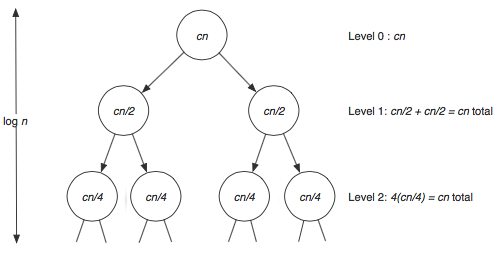 cn
Level 0 : cn
cn/2
cn/2
Level 1: cn/2 + cn/2 = cn total
log n
cn/4
cn/4
cn/4
cn/4
Level 2: 4(cn/4) = cn total